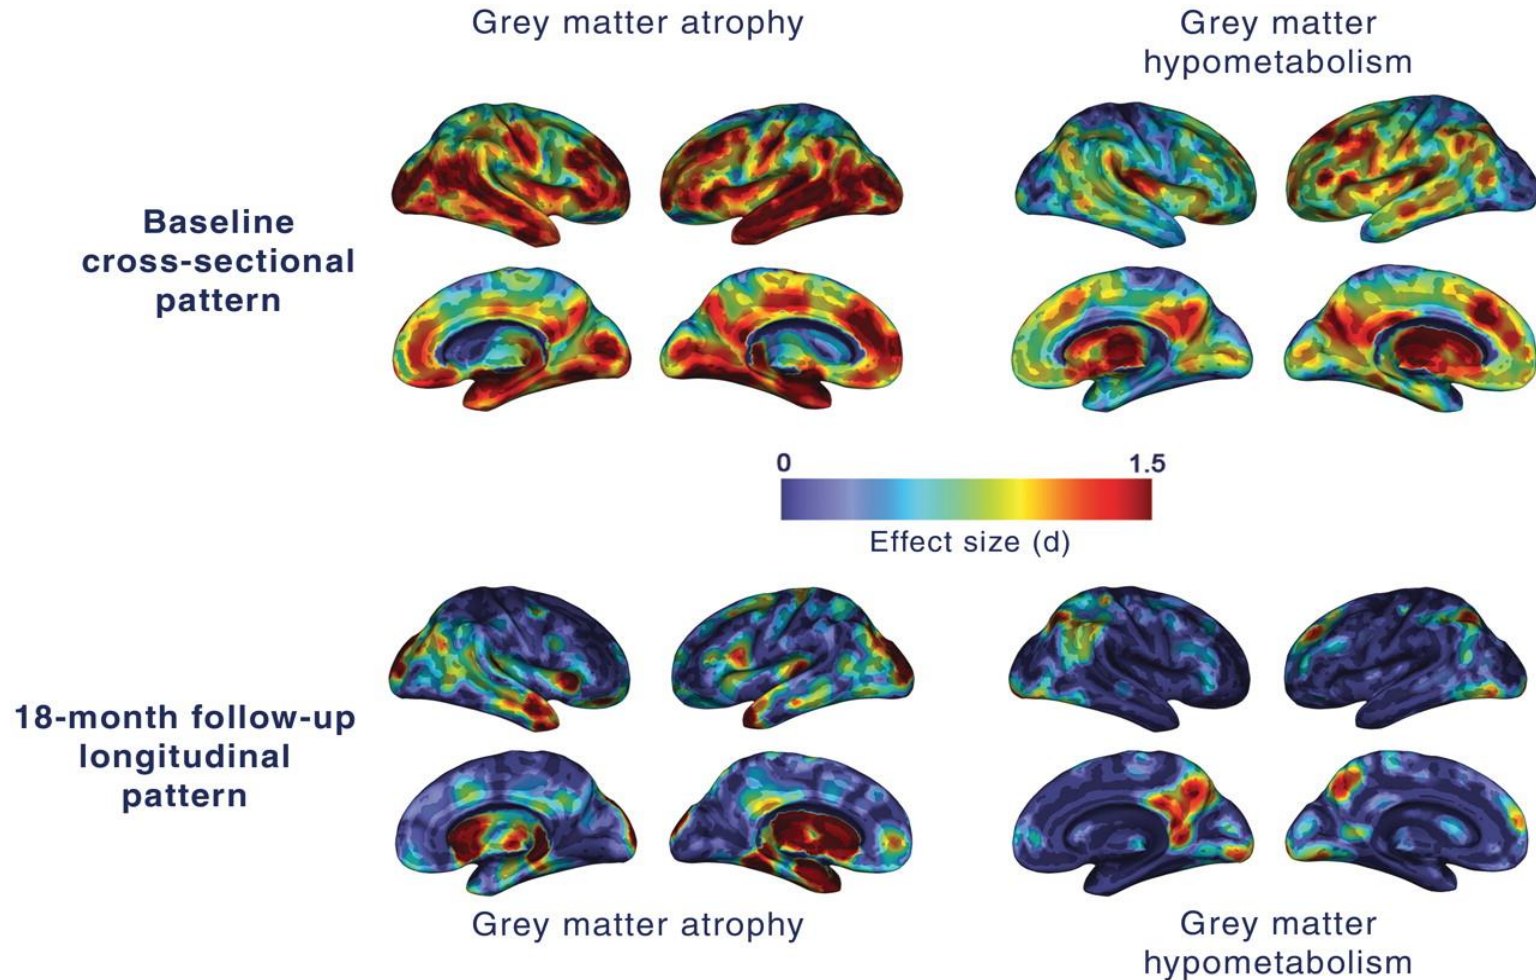 Grey matter atrophy
Grey matter
hypometabolism
Baseline
cross-sectional
pattern
0
1.5
Effect size (d)
18-month follow-up
longitudinal
pattern
Grey matter atrophy
Grey matter
hypometabolism